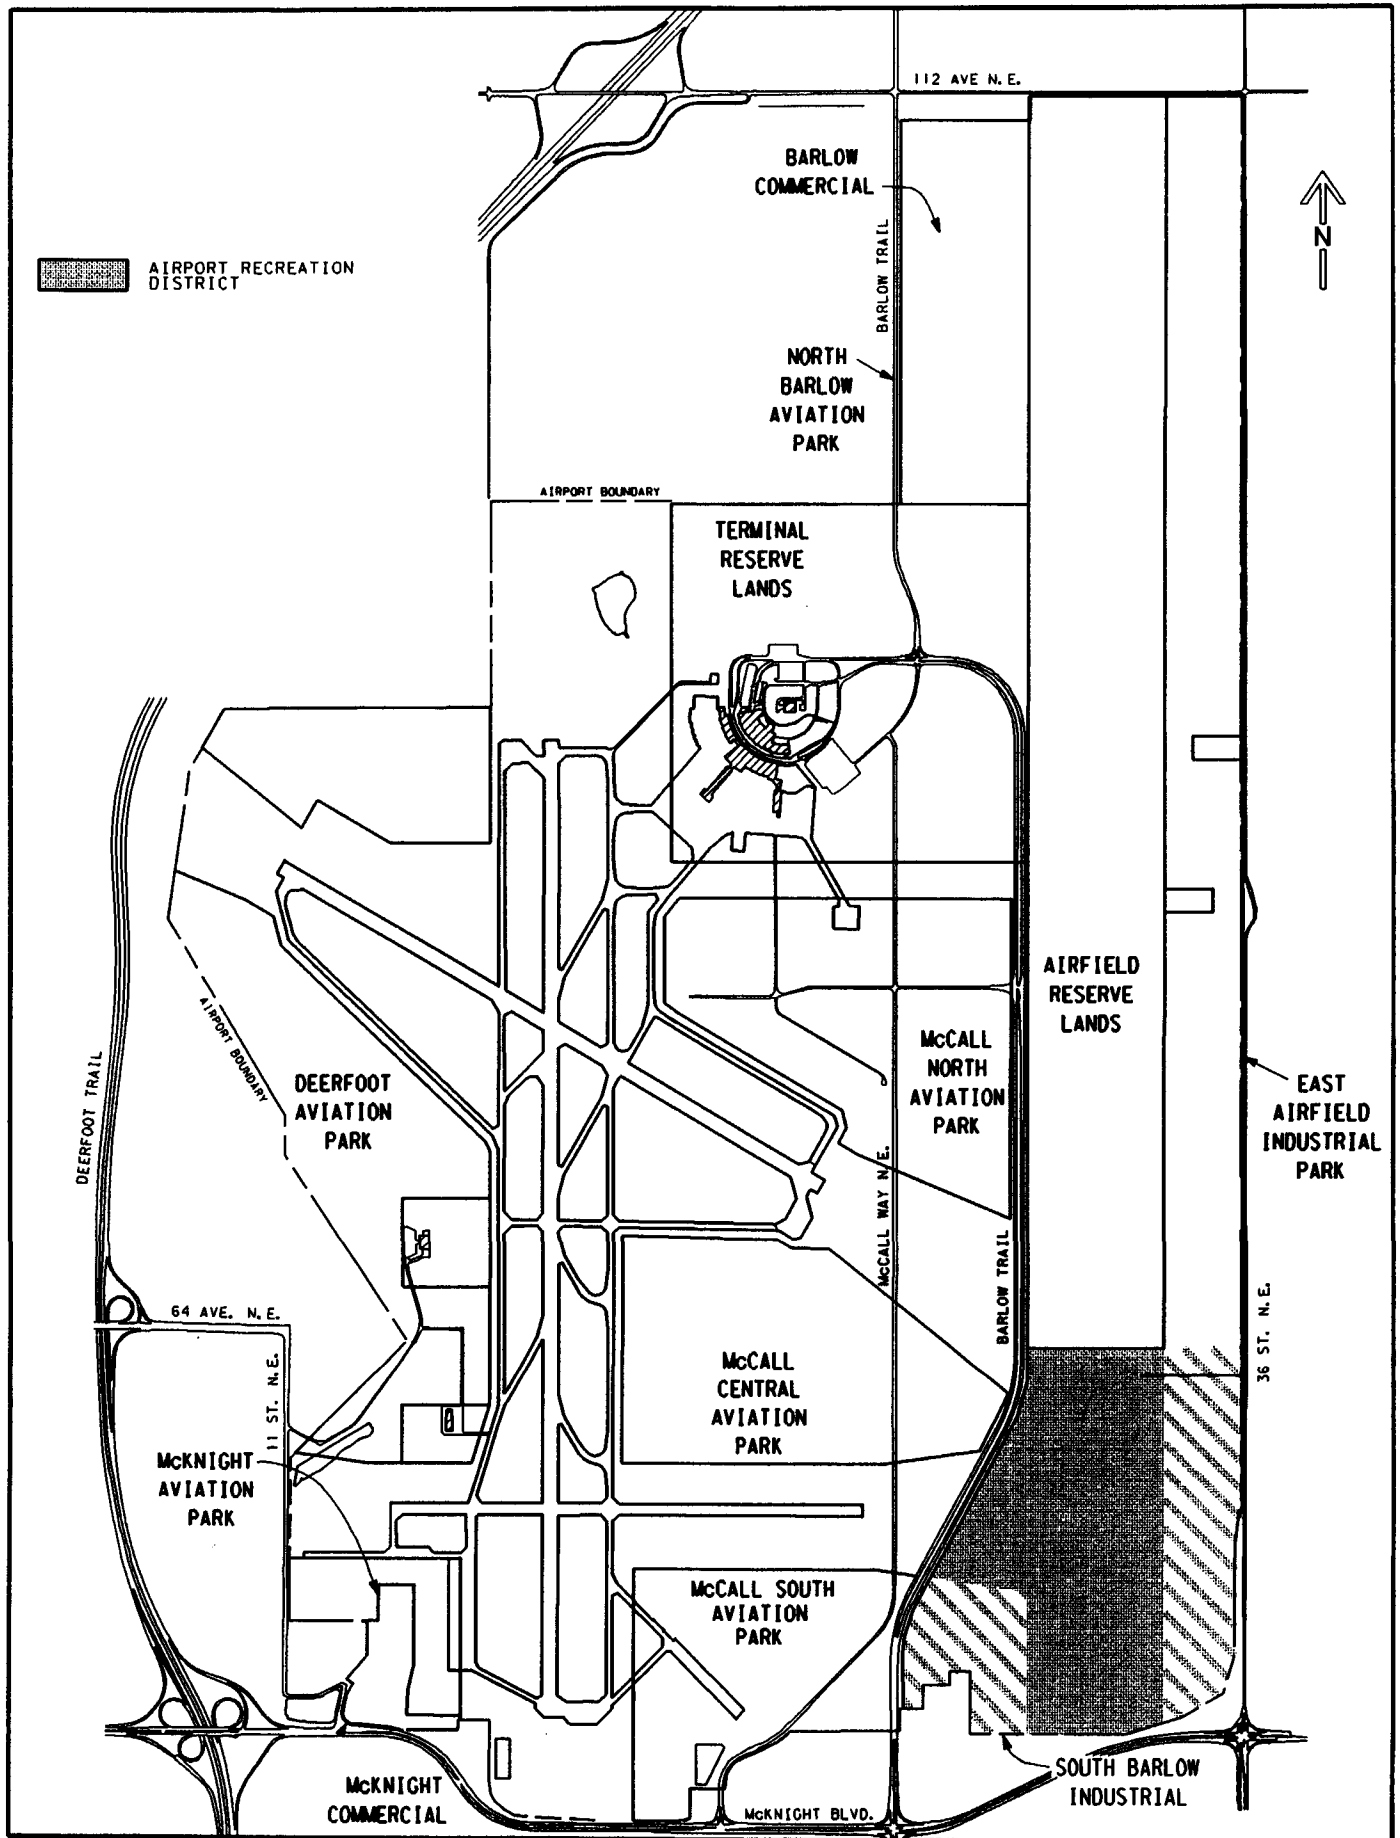 112 AVE N.E.
BARLOW
COMMERCIAL
BARLOW TRAIL
N
AIRPORT RECREATION
DISTRICT
NORTH
BARLOW
AVIATION
PARK
AIRPORT BOUNDARY
TERMINAL
RESERVE
LANDS
AIRFIELD
RESERVE
LANDS
AIRPORT BOUNDARY
McCALL
NORTH
AVIATION
PARK
DEERFOOT TRAIL
DEERFOOT
AVIATION
PARK
EAST
AIRFIELD
INDUSTRIAL
PARK
McCALL WAY N.E.
BARLOW TRAIL
64 AVE. N.E.
36 ST. N.E.
11 ST. N.E.
McCALL
CENTRAL
AVIATION
PARK
McKNIGHT
AVIATION
PARK
McCALL SOUTH
AVIATION
PARK
SOUTH BARLOW
INDUSTRIAL
McKNIGHT
COMMERCIAL
McKNIGHT BLVD.